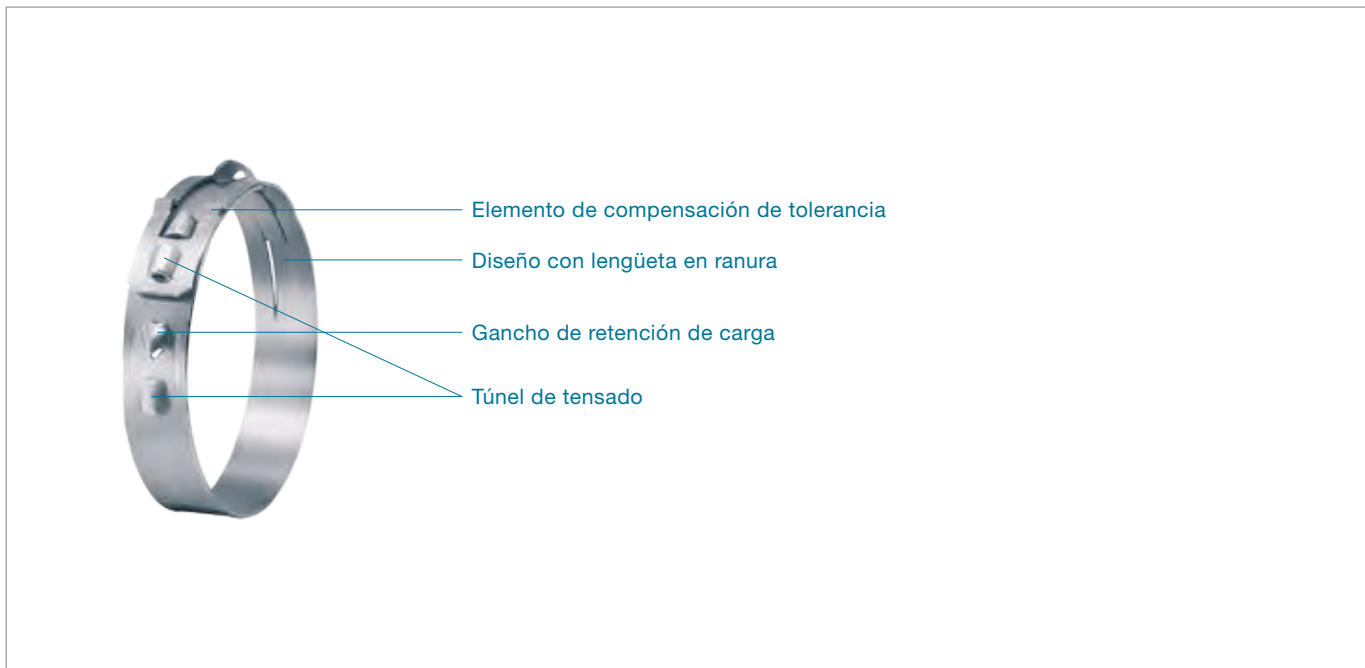 Elemento de compensación de tolerancia
Diseño con lengüeta en ranura
Gancho de retención de carga
Túnel de tensado